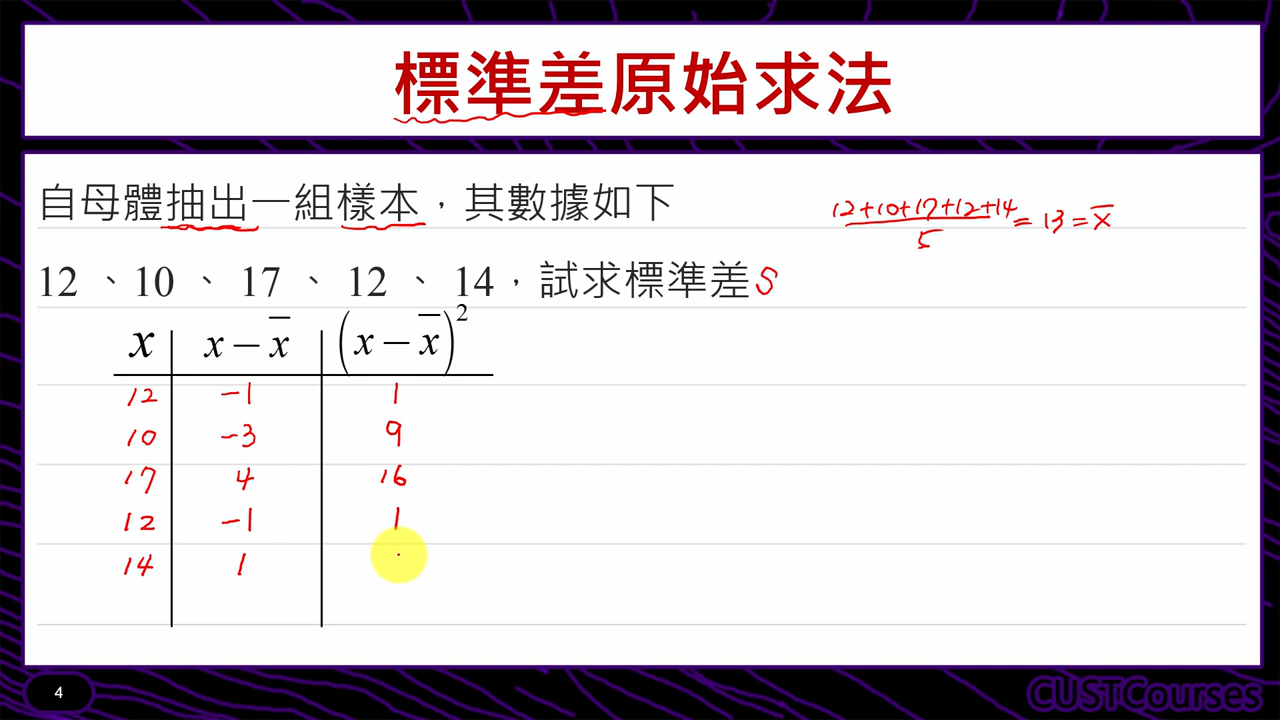 標準差原始求法
自母體抽出一組樣本，其數據如下
12+10+17+12+14
5
= 13 = x̄
12 、10 、 17 、 12 、 14，試求標準差 S
x x − x̄ (x − x̄)²
12 −1 1
10 −3 9
17 4 16
12 −1 1
14 1
4
CUSTCourses